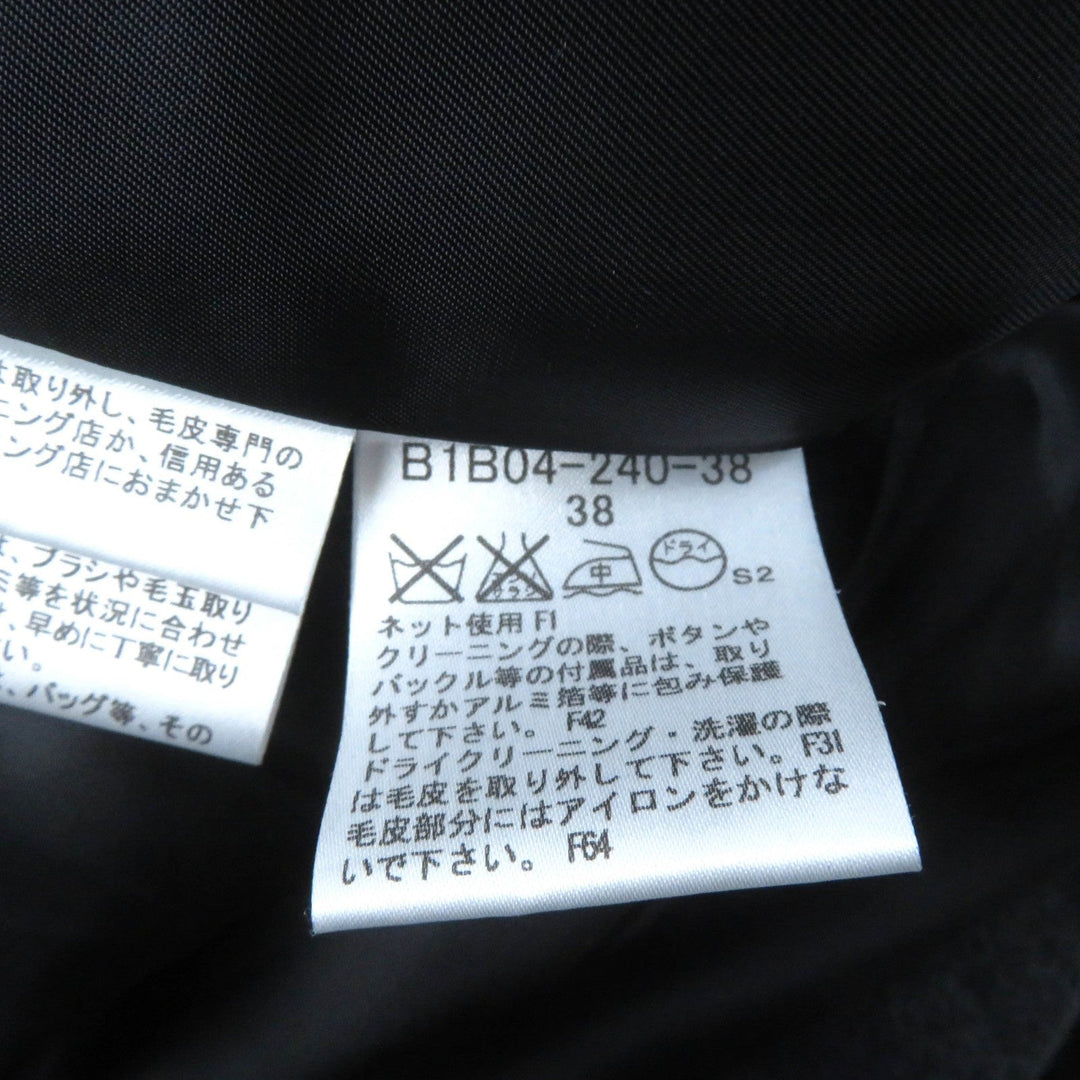 取り外し、毛皮専門の
ニング店か、信用ある
ング店におまかせ下
ブラシや毛玉取り
ミ等を状況に合わせ
早めに丁寧に取り
い。
バッグ等、その
B1B04-240-38
38
エンソサラシ
中
ドライ
S2
ネット使用 F1
クリーニングの際、ボタンや
バックル等の付属品は、取り
外すかアルミ箔等に包み保護
して下さい。 F42
ドライクリーニング・洗濯の際
は毛皮を取り外して下さい。F31
毛皮部分にはアイロンをかけな
いで下さい。 F64